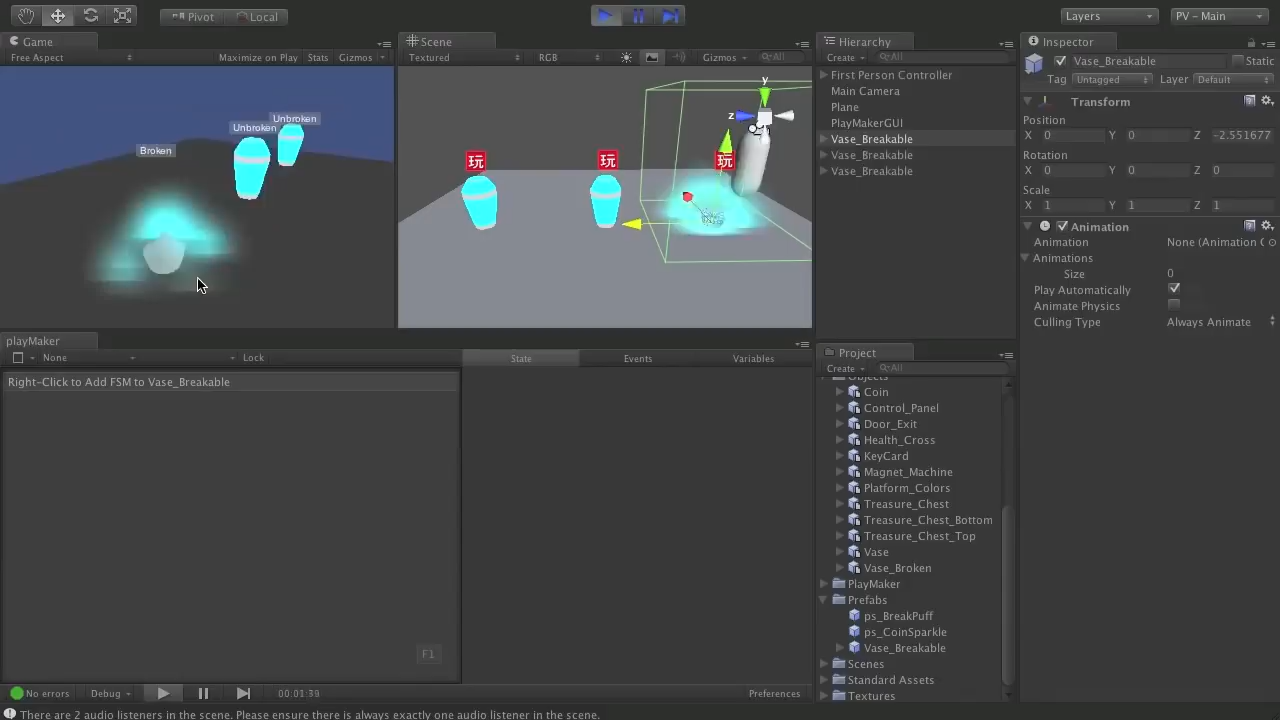 Pivot
Local
Layers
PV - Main
Game
Free Aspect
Maximize on Play
Stats
Gizmos
Unbroken
Unbroken
Broken
Scene
Textured
RGB
Gizmos
All
玩
玩
玩
y
z
Hierarchy
Create
All
First Person Controller
Main Camera
Plane
PlayMakerGUI
Vase_Breakable
Vase_Breakable
Vase_Breakable
Inspector
Vase_Breakable
Static
Tag Untagged Layer Default
Transform
Position
X 0 Y 0 Z -2.551677
Rotation
X 0 Y 0 Z 0
Scale
X 1 Y 1 Z 1
Animation
Animation None (Animation (
Animations
Size 0
Play Automatically
Animate Physics
Culling Type Always Animate
playMaker
None
Lock
State
Events
Variables
Right-Click to Add FSM to Vase_Breakable
F1
Project
Create
All
Objects
Coin
Control_Panel
Door_Exit
Health_Cross
KeyCard
Magnet_Machine
Platform_Colors
Treasure_Chest
Treasure_Chest_Bottom
Treasure_Chest_Top
Vase
Vase_Broken
PlayMaker
Prefabs
ps_BreakPuff
ps_CoinSparkle
Vase_Breakable
Scenes
Standard Assets
Textures
No errors
Debug
00:01:39
Preferences
There are 2 audio listeners in the scene. Please ensure there is always exactly one audio listener in the scene.